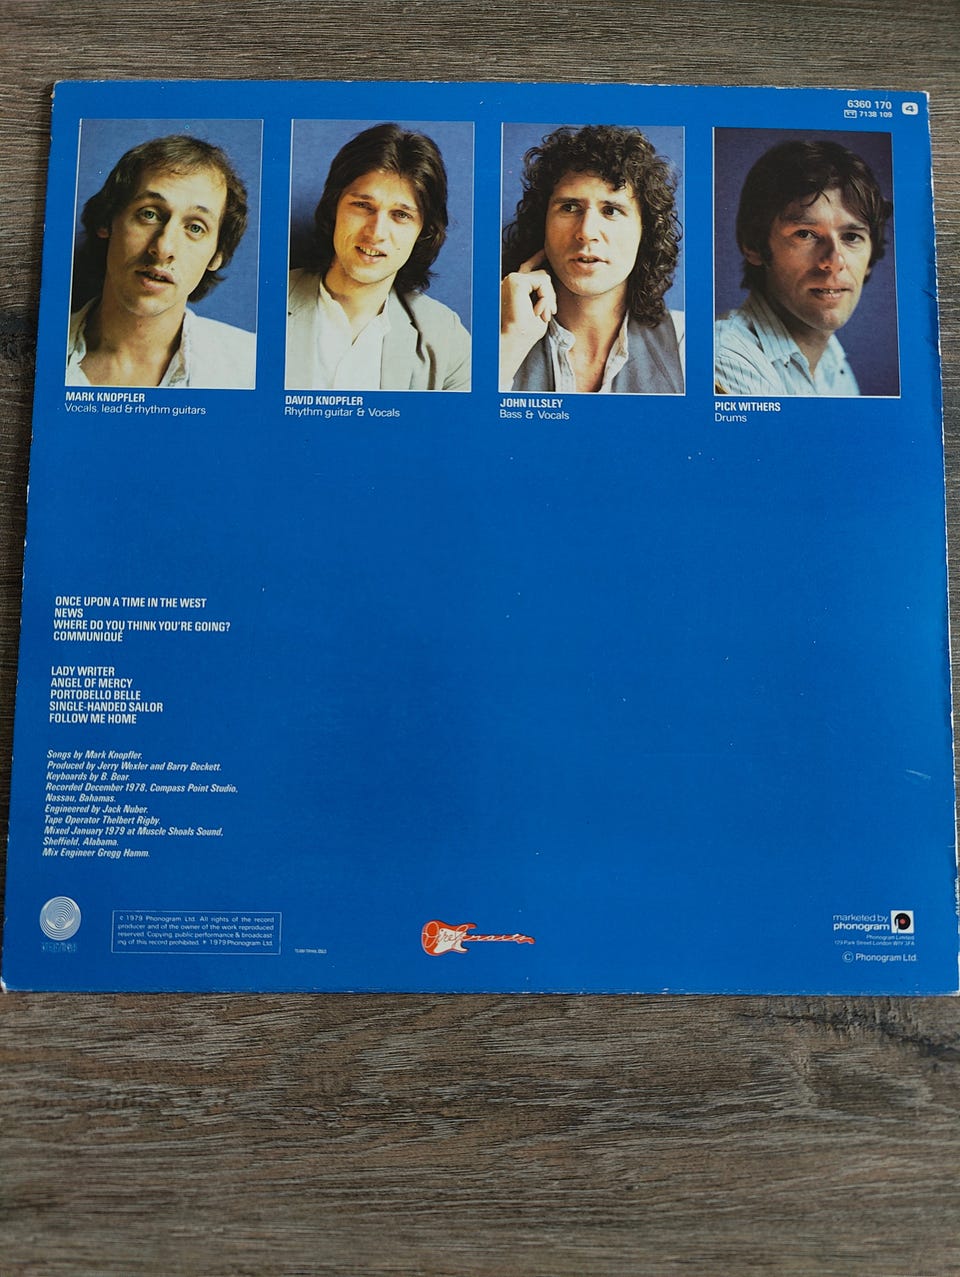 6360 170 4
7138 109
MARK KNOPFLER
Vocals, lead & rhythm guitars
DAVID KNOPFLER
Rhythm guitar & Vocals
JOHN ILLSLEY
Bass & Vocals
PICK WITHERS
Drums
ONCE UPON A TIME IN THE WEST
NEWS
WHERE DO YOU THINK YOU'RE GOING?
COMMUNIQUÉ
LADY WRITER
ANGEL OF MERCY
PORTOBELLO BELLE
SINGLE-HANDED SAILOR
FOLLOW ME HOME
Songs by Mark Knopfler.
Produced by Jerry Wexler and Barry Beckett.
Keyboards by B. Bear.
Recorded December 1978, Compass Point Studio,
Nassau, Bahamas.
Engineered by Jack Nuber.
Tape Operator Thelbert Rigby.
Mixed January 1979 at Muscle Shoals Sound,
Sheffield, Alabama.
Mix Engineer Gregg Hamm.
vertigo
© 1979 Phonogram Ltd. All rights of the record
producer and of the owner of the work reproduced
reserved. Copying, public performance & broadcast-
ing of this record prohibited. ℗ 1979 Phonogram Ltd.
direstraits
marketed by
phonogram
Phonogram Limited
129 Park Street London W1Y 3FA
© Phonogram Ltd.